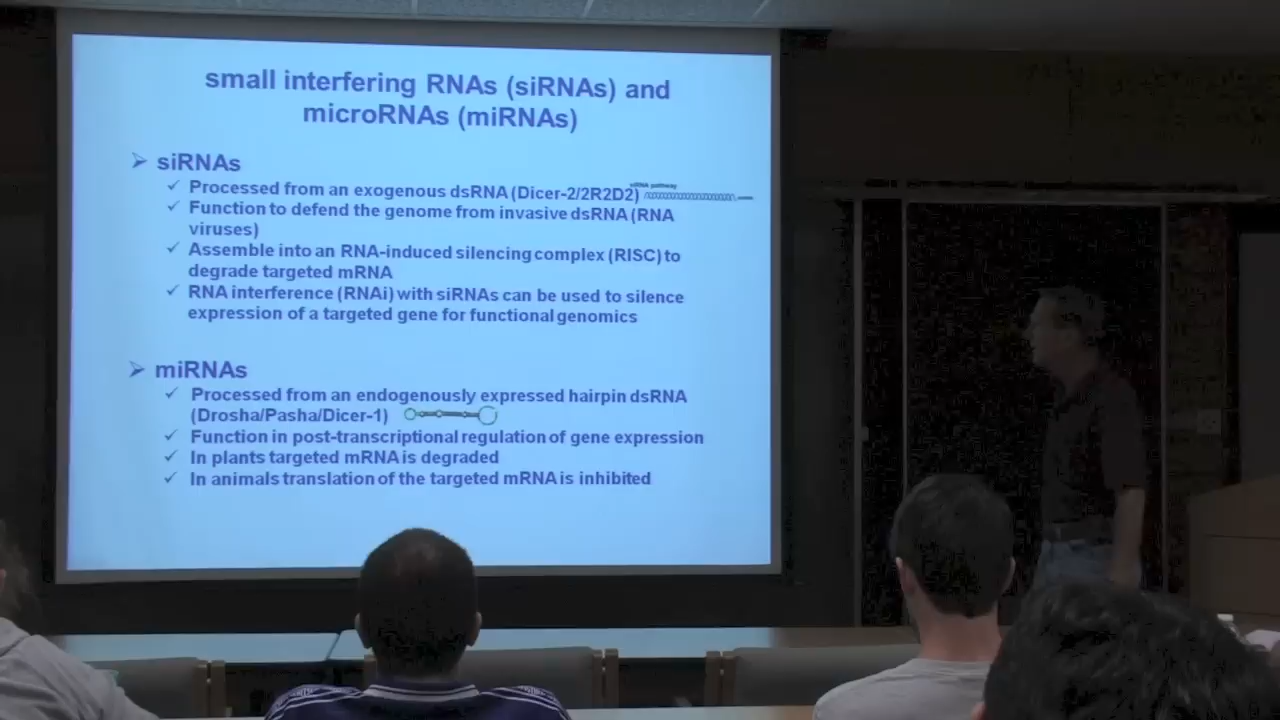 small interfering RNAs (siRNAs) and
microRNAs (miRNAs)
siRNAs
Processed from an exogenous dsRNA (Dicer-2/2R2D2)
siRNA pathway
Function to defend the genome from invasive dsRNA (RNA
viruses)
Assemble into an RNA-induced silencing complex (RISC) to
degrade targeted mRNA
RNA interference (RNAi) with siRNAs can be used to silence
expression of a targeted gene for functional genomics
miRNAs
Processed from an endogenously expressed hairpin dsRNA
(Drosha/Pasha/Dicer-1)
Function in post-transcriptional regulation of gene expression
In plants targeted mRNA is degraded
In animals translation of the targeted mRNA is inhibited